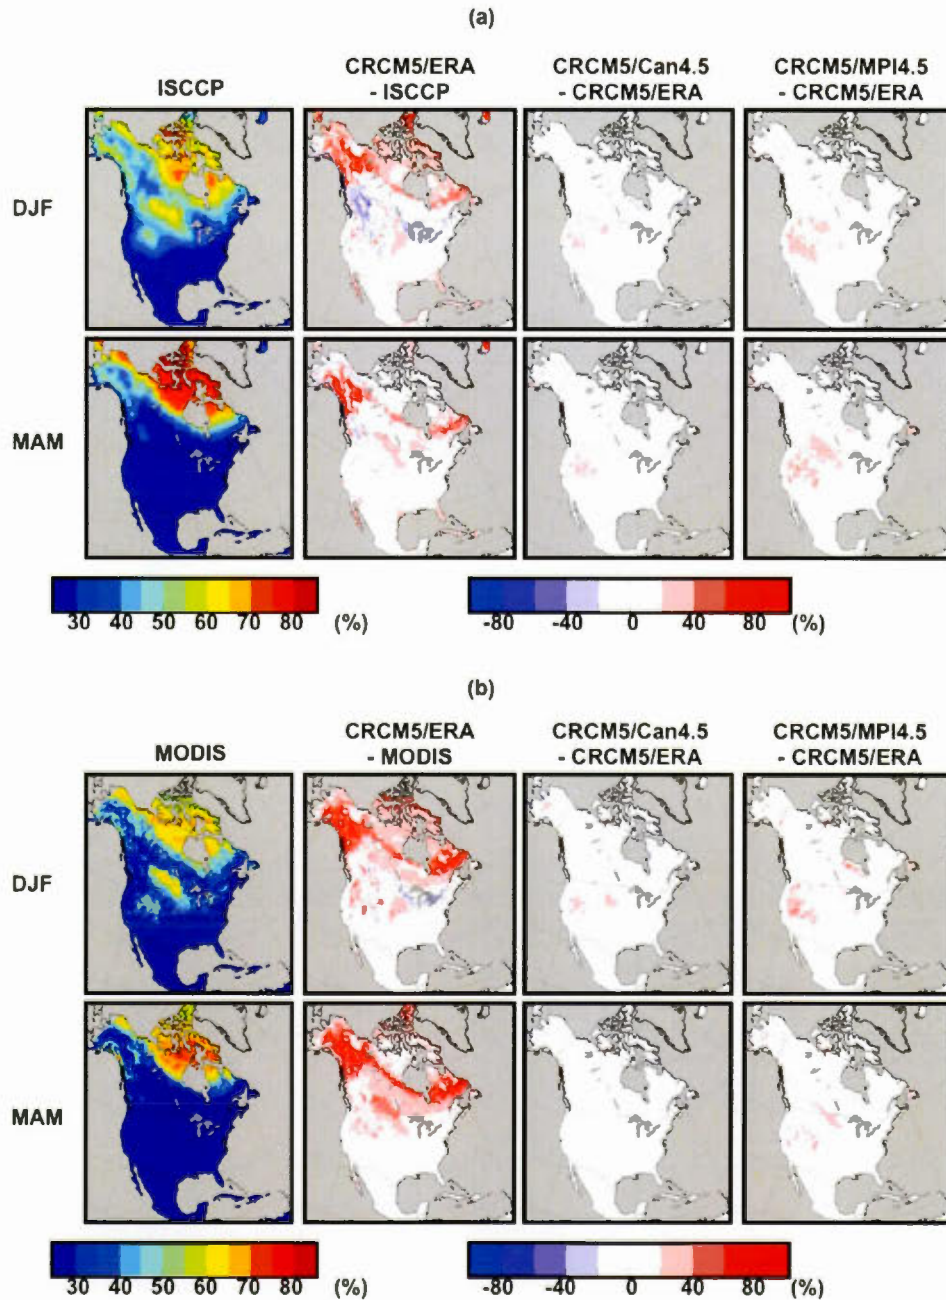 (a)
ISCCP
CRCM5/ERA
- ISCCP
CRCM5/Can4.5
- CRCM5/ERA
CRCM5/MPI4.5
- CRCM5/ERA
DJF
MAM
30 40 50 60 70 80 (%)
-80 -40 0 40 80 (%)
(b)
MODIS
CRCM5/ERA
- MODIS
CRCM5/Can4.5
- CRCM5/ERA
CRCM5/MPI4.5
- CRCM5/ERA
DJF
MAM
30 40 50 60 70 80 (%)
-80 -40 0 40 80 (%)